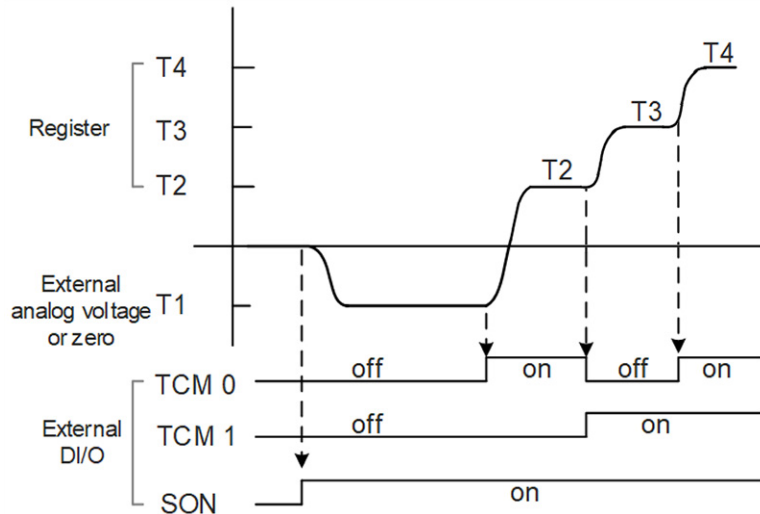 T4
T4
Register
T3
T3
T2
T2
External
analog voltage
or zero
T1
TCM 0
off
on
off
on
External
DI/O
TCM 1
off
on
SON
on